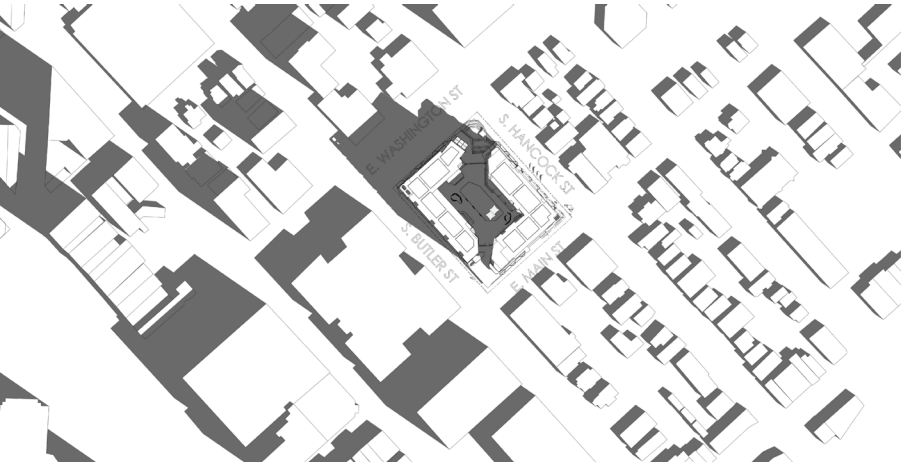 E. WASHINGTON ST
S. HANCOCK ST
S. BUTLER ST
E. MAIN ST